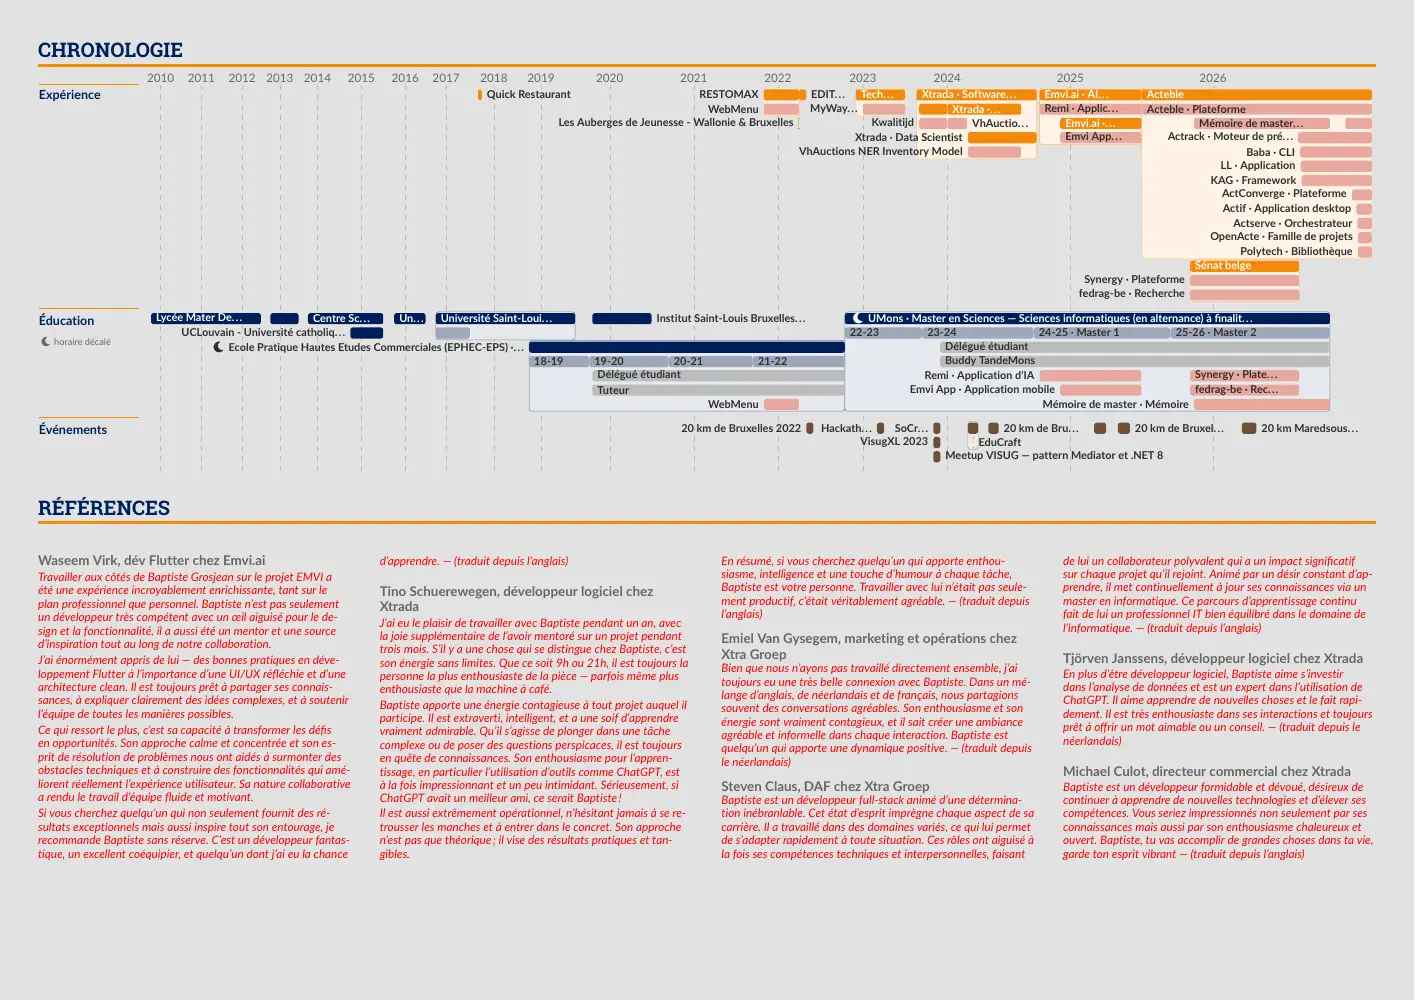 CHRONOLOGIE
2010 2011 2012 2013 2014 2015 2016 2017 2018 2019 2020 2021 2022 2023 2024 2025 2026
Expérience
Quick Restaurant RESTOMAX EDIT… Tech… Xtrada · Software… Emvi.ai · AI… Acteble
WebMenu MyWay… Xtrada ·… Remi · Applic… Acteble · Plateforme
Les Auberges de Jeunesse - Wallonie & Bruxelles Kwalitijd VhAuctio… Emvi.ai ·… Mémoire de master…
Xtrada · Data Scientist Emvi App… Actrack · Moteur de pré…
VhAuctions NER Inventory Model Baba · CLI
LL · Application
KAG · Framework
ActConverge · Plateforme
Actif · Application desktop
Actserve · Orchestrateur
OpenActe · Famille de projets
Polytech · Bibliothèque
Sénat belge
Synergy · Plateforme
fedrag-be · Recherche
Éducation
horaire décalé
Lycée Mater De… Centre Sc… Un… Université Saint-Loui… Institut Saint-Louis Bruxelles… UMons · Master en Sciences — Sciences informatiques (en alternance) à finalit…
UCLouvain - Université catholiq… 22-23 23-24 24-25 · Master 1 25-26 · Master 2
Ecole Pratique Hautes Etudes Commerciales (EPHEC-EPS) ·… Délégué étudiant
18-19 19-20 20-21 21-22 Buddy TandeMons
Délégué étudiant Remi · Application d'IA Synergy · Plate…
Tuteur Emvi App · Application mobile fedrag-be · Rec…
WebMenu Mémoire de master · Mémoire
Événements
20 km de Bruxelles 2022 Hackath… SoCr… 20 km de Bru… 20 km de Bruxel… 20 km Maredsous…
VisugXL 2023 EduCraft
Meetup VISUG — pattern Mediator et .NET 8
RÉFÉRENCES
Waseem Virk, dév Flutter chez Emvi.ai
Travailler aux côtés de Baptiste Grosjean sur le projet EMVI a
été une expérience incroyablement enrichissante, tant sur le
plan professionnel que personnel. Baptiste n'est pas seulement
un développeur très compétent avec un œil aiguisé pour le de-
sign et la fonctionnalité, il a aussi été un mentor et une source
d'inspiration tout au long de notre collaboration.
J'ai énormément appris de lui — des bonnes pratiques en déve-
loppement Flutter à l'importance d'une UI/UX réfléchie et d'une
architecture clean. Il est toujours prêt à partager ses connais-
sances, à expliquer clairement des idées complexes, et à soutenir
l'équipe de toutes les manières possibles.
Ce qui ressort le plus, c'est sa capacité à transformer les défis
en opportunités. Son approche calme et concentrée et son es-
prit de résolution de problèmes nous ont aidés à surmonter des
obstacles techniques et à construire des fonctionnalités qui amé-
liorent réellement l'expérience utilisateur. Sa nature collaborative
a rendu le travail d'équipe fluide et motivant.
Si vous cherchez quelqu'un qui non seulement fournit des ré-
sultats exceptionnels mais aussi inspire tout son entourage, je
recommande Baptiste sans réserve. C'est un développeur fantas-
tique, un excellent coéquipier, et quelqu'un dont j'ai eu la chance
d'apprendre. — (traduit depuis l'anglais)
Tino Schuerewegen, développeur logiciel chez
Xtrada
J'ai eu le plaisir de travailler avec Baptiste pendant un an, avec
la joie supplémentaire de l'avoir mentoré sur un projet pendant
trois mois. S'il y a une chose qui se distingue chez Baptiste, c'est
son énergie sans limites. Que ce soit 9h ou 21h, il est toujours la
personne la plus enthousiaste de la pièce — parfois même plus
enthousiaste que la machine à café.
Baptiste apporte une énergie contagieuse à tout projet auquel il
participe. Il est extraverti, intelligent, et a une soif d'apprendre
vraiment admirable. Qu'il s'agisse de plonger dans une tâche
complexe ou de poser des questions perspicaces, il est toujours
en quête de connaissances. Son enthousiasme pour l'appren-
tissage, en particulier l'utilisation d'outils comme ChatGPT, est
à la fois impressionnant et un peu intimidant. Sérieusement, si
ChatGPT avait un meilleur ami, ce serait Baptiste !
Il est aussi extrêmement opérationnel, n'hésitant jamais à se re-
trousser les manches et à entrer dans le concret. Son approche
n'est pas que théorique ; il vise des résultats pratiques et tan-
gibles.
En résumé, si vous cherchez quelqu'un qui apporte enthou-
siasme, intelligence et une touche d'humour à chaque tâche,
Baptiste est votre personne. Travailler avec lui n'était pas seule-
ment productif, c'était véritablement agréable. — (traduit depuis
l'anglais)
Emiel Van Gysegem, marketing et opérations chez
Xtra Groep
Bien que nous n'ayons pas travaillé directement ensemble, j'ai
toujours eu une très belle connexion avec Baptiste. Dans un mé-
lange d'anglais, de néerlandais et de français, nous partagions
souvent des conversations agréables. Son enthousiasme et son
énergie sont vraiment contagieux, et il sait créer une ambiance
agréable et informelle dans chaque interaction. Baptiste est
quelqu'un qui apporte une dynamique positive. — (traduit depuis
le néerlandais)
Steven Claus, DAF chez Xtra Groep
Baptiste est un développeur full-stack animé d'une détermina-
tion inébranlable. Cet état d'esprit imprègne chaque aspect de sa
carrière. Il a travaillé dans des domaines variés, ce qui lui permet
de s'adapter rapidement à toute situation. Ces rôles ont aiguisé à
la fois ses compétences techniques et interpersonnelles, faisant
de lui un collaborateur polyvalent qui a un impact significatif
sur chaque projet qu'il rejoint. Animé par un désir constant d'ap-
prendre, il met continuellement à jour ses connaissances via un
master en informatique. Ce parcours d'apprentissage continu
fait de lui un professionnel IT bien équilibré dans le domaine de
l'informatique. — (traduit depuis l'anglais)
Tjörven Janssens, développeur logiciel chez Xtrada
En plus d'être développeur logiciel, Baptiste aime s'investir
dans l'analyse de données et est un expert dans l'utilisation de
ChatGPT. Il aime apprendre de nouvelles choses et le fait rapi-
dement. Il est très enthousiaste dans ses interactions et toujours
prêt à offrir un mot aimable ou un conseil. — (traduit depuis le
néerlandais)
Michael Culot, directeur commercial chez Xtrada
Baptiste est un développeur formidable et dévoué, désireux de
continuer à apprendre de nouvelles technologies et d'élever ses
compétences. Vous seriez impressionnés non seulement par ses
connaissances mais aussi par son enthousiasme chaleureux et
ouvert. Baptiste, tu vas accomplir de grandes choses dans ta vie,
garde ton esprit vibrant — (traduit depuis l'anglais)